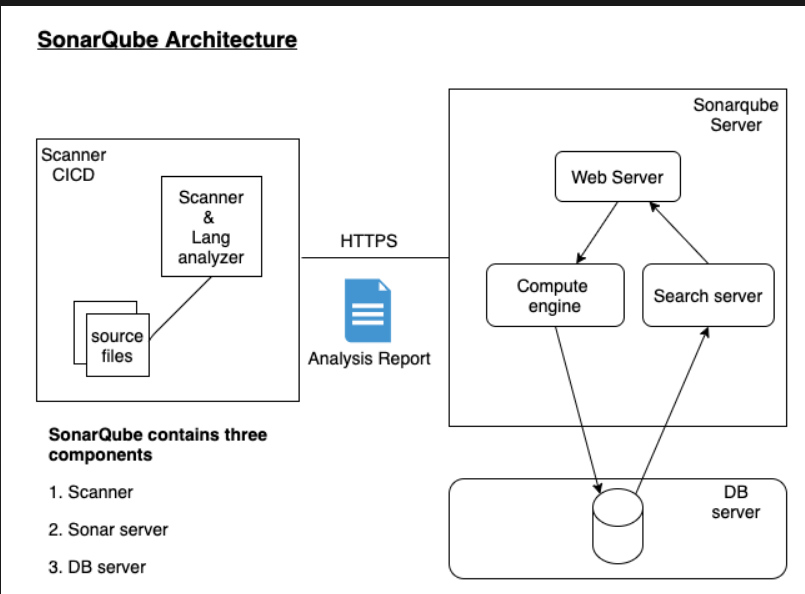 SonarQube Architecture
Scanner
CICD
Scanner
&
Lang
analyzer
source
files
HTTPS
Analysis Report
Sonarqube
Server
Web Server
Compute
engine
Search server
DB
server
SonarQube contains three
components
1. Scanner
2. Sonar server
3. DB server